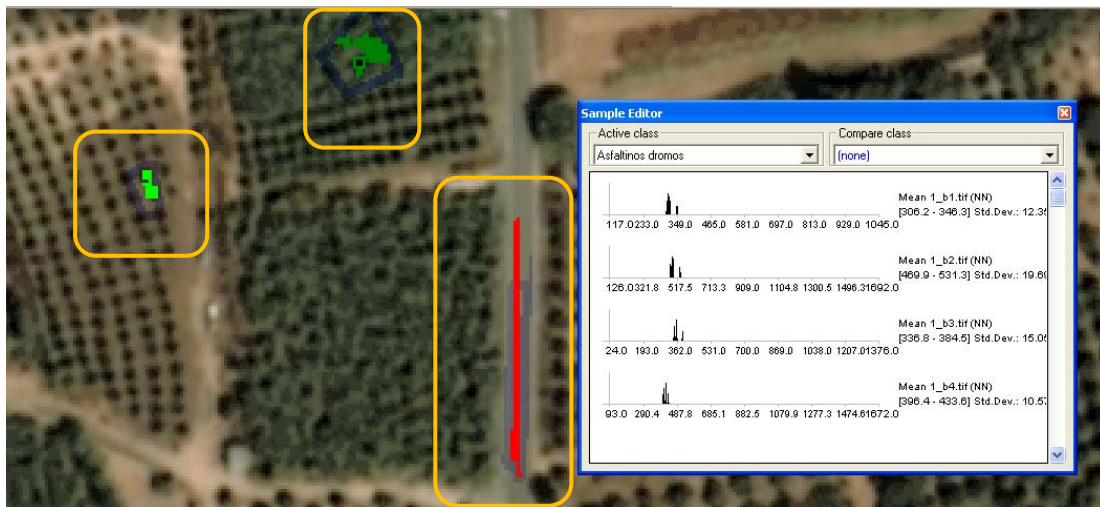 Sample Editor
Active class
Compare class
Asfaltinos dromos
(none)
Mean 1_b1.tif (NN)
[306.2 - 346.3] Std.Dev.: 12.35
117.0 233.0 349.0 465.0 581.0 697.0 813.0 929.0 1045.0
Mean 1_b2.tif (NN)
[469.9 - 531.3] Std.Dev.: 19.69
126.0 321.8 517.5 713.3 909.0 1104.8 1300.5 1496.3 1692.0
Mean 1_b3.tif (NN)
[336.8 - 384.5] Std.Dev.: 15.05
24.0 193.0 362.0 531.0 700.0 869.0 1038.0 1207.0 1376.0
Mean 1_b4.tif (NN)
[396.4 - 433.6] Std.Dev.: 10.57
93.0 290.4 487.8 685.1 882.5 1079.9 1277.3 1474.6 1672.0